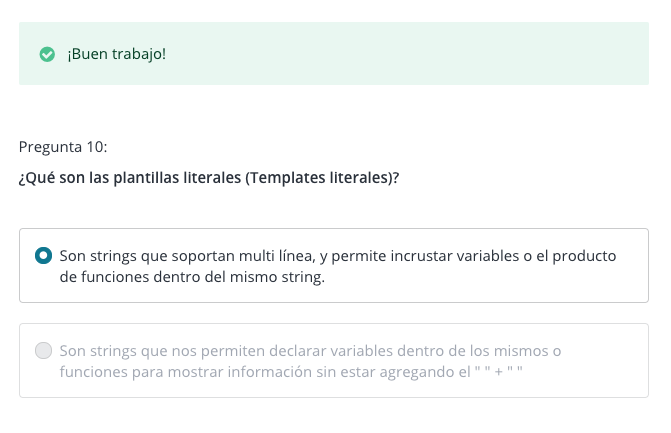 ¡Buen trabajo!
Pregunta 10:
¿Qué son las plantillas literales (Templates literales)?
Son strings que soportan multi línea, y permite incrustar variables o el producto
de funciones dentro del mismo string.
Son strings que nos permiten declarar variables dentro de los mismos o
funciones para mostrar información sin estar agregando el " " + " "